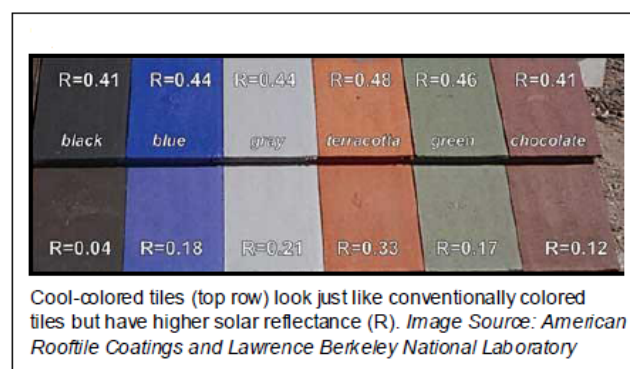 R=0.41 R=0.44 R=0.44 R=0.48 R=0.46 R=0.41
black blue gray terracotta green chocolate
R=0.04 R=0.18 R=0.21 R=0.33 R=0.17 R=0.12
Cool-colored tiles (top row) look just like conventionally colored
tiles but have higher solar reflectance (R). Image Source: American
Rooftile Coatings and Lawrence Berkeley National Laboratory